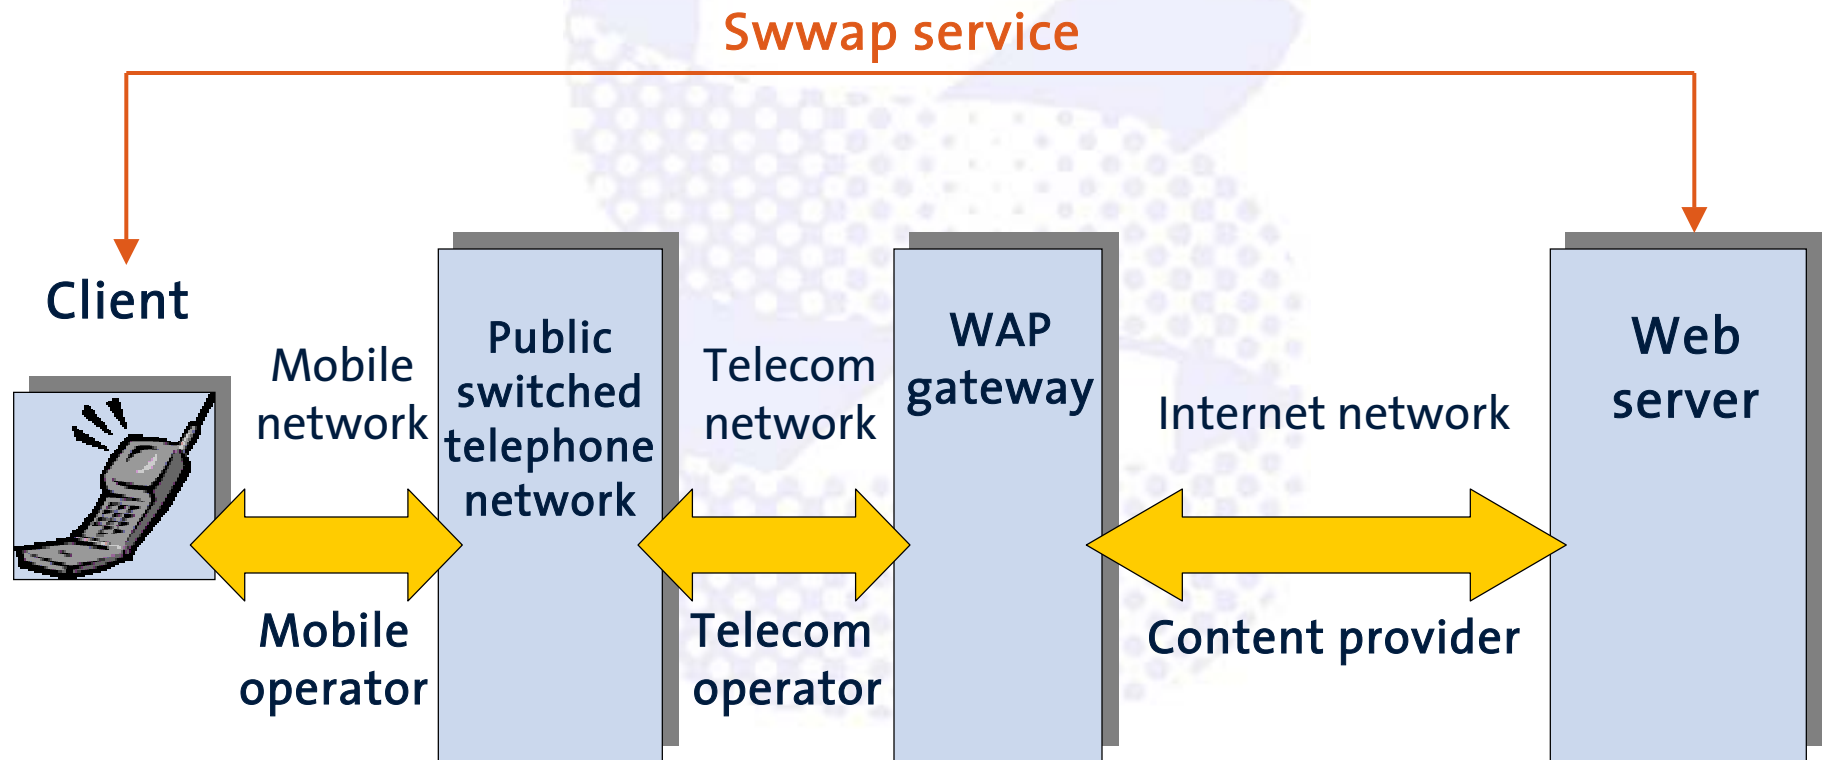 Swwap service
Client
Mobile
network
Public
switched
telephone
network
Telecom
network
WAP
gateway
Internet network
Web
server
Mobile
operator
Telecom
operator
Content provider